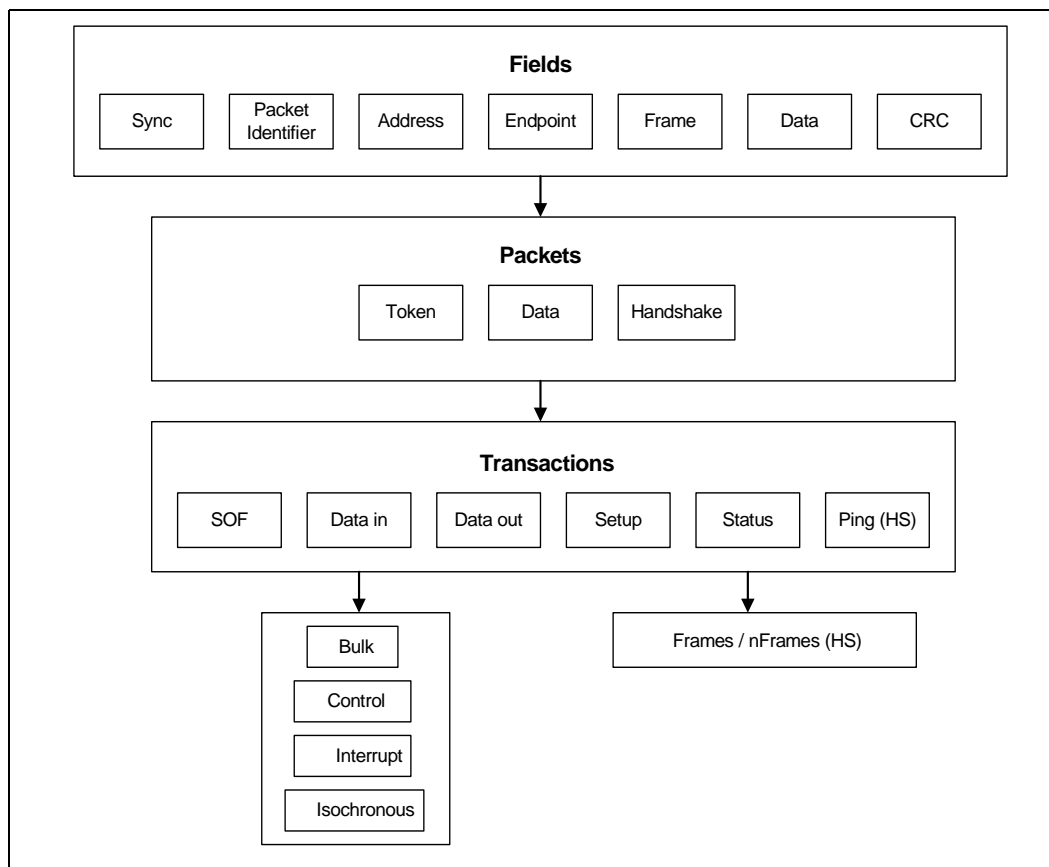 Fields
Sync
Packet
Identifier
Address
Endpoint
Frame
Data
CRC
Packets
Token
Data
Handshake
Transactions
SOF
Data in
Data out
Setup
Status
Ping (HS)
Bulk
Control
Interrupt
Isochronous
Frames / nFrames (HS)